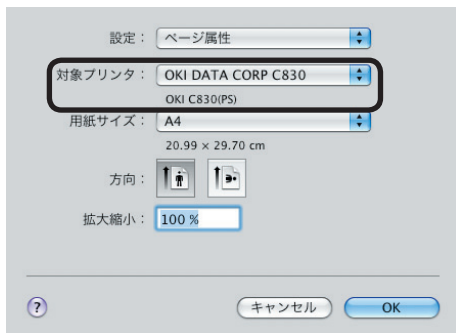 設定： ページ属性
対象プリンタ： OKI DATA CORP C830
OKI C830(PS)
用紙サイズ： A4
20.99 × 29.70 cm
方向：
拡大縮小： 100 %
? キャンセル OK